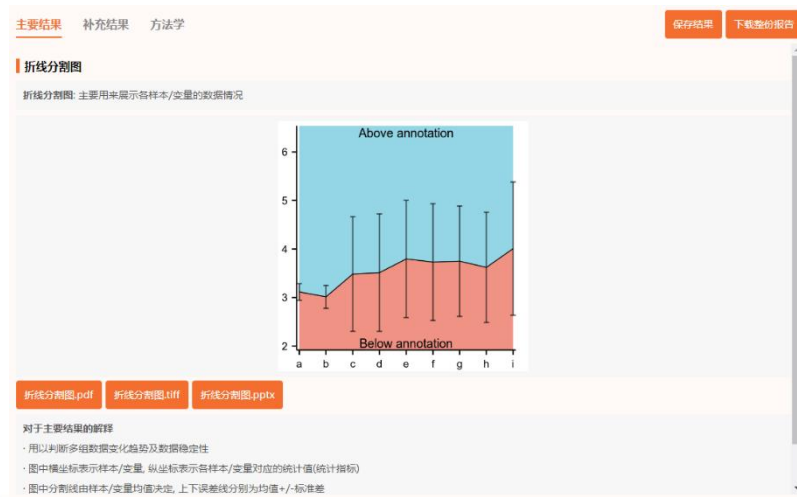 主要结果 补充结果 方法学 保存结果 下载整份报告
折线分割图
折线分割图: 主要用来展示各样本/变量的数据情况
Above annotation
6
5
4
3
2
Below annotation
a b c d e f g h i
折线分割图.pdf 折线分割图.tiff 折线分割图.pptx
对于主要结果的解释
· 用以判断多组数据变化趋势及数据稳定性
· 图中横坐标表示样本/变量, 纵坐标表示各样本/变量对应的统计值(统计指标)
· 图中分割线由样本/变量均值决定, 上下误差线分别为均值+/-标准差